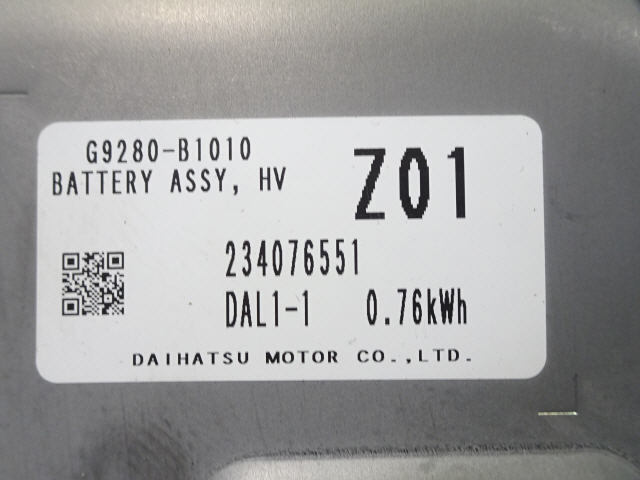 G9280-B1010
BATTERY ASSY, HV
Z01
234076551
DAL1-1 0.76kWh
DAIHATSU MOTOR CO.,LTD.